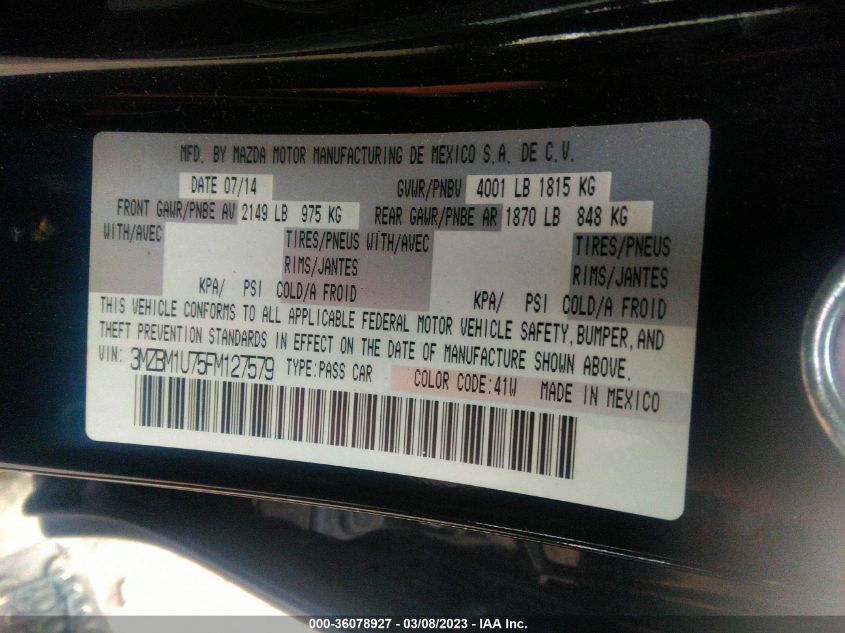 MFD. BY MAZDA MOTOR MANUFACTURING DE MEXICO S.A. DE C.V.
DATE 07/14 GVWR/PNBV 4001 LB 1815 KG
FRONT GAWR/PNBE AV 2149 LB 975 KG REAR GAWR/PNBE AR 1870 LB 848 KG
WITH/AVEC TIRES/PNEUS WITH/AVEC TIRES/PNEUS
RIMS/JANTES RIMS/JANTES
KPA/ PSI COLD/A FROID KPA/ PSI COLD/A FROID
THIS VEHICLE CONFORMS TO ALL APPLICABLE FEDERAL MOTOR VEHICLE SAFETY, BUMPER, AND
THEFT PREVENTION STANDARDS IN EFFECT ON THE DATE OF MANUFACTURE SHOWN ABOVE.
VIN: 3MZBM1U75FM127579 TYPE:PASS CAR COLOR CODE:41W MADE IN MEXICO
000-36078927 - 03/08/2023 - IAA Inc.